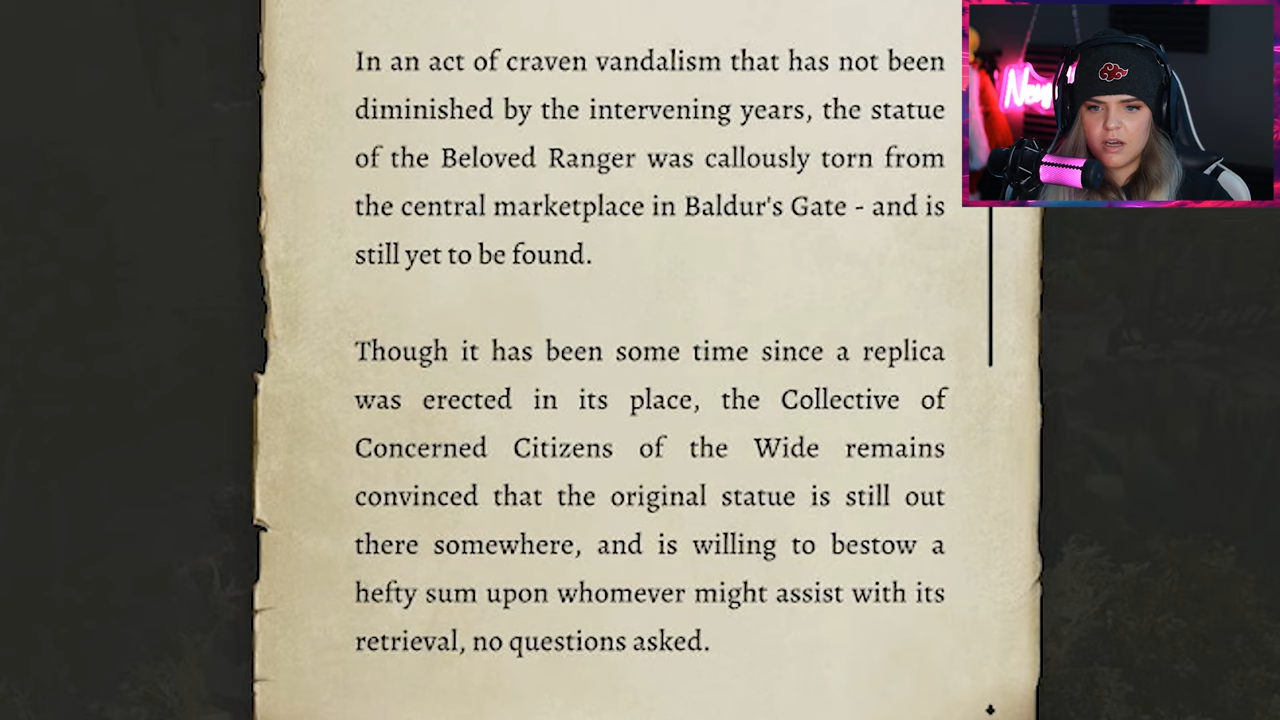 In an act of craven vandalism that has not been
diminished by the intervening years, the statue
of the Beloved Ranger was callously torn from
the central marketplace in Baldur's Gate - and is
still yet to be found.
Though it has been some time since a replica
was erected in its place, the Collective of
Concerned Citizens of the Wide remains
convinced that the original statue is still out
there somewhere, and is willing to bestow a
hefty sum upon whomever might assist with its
retrieval, no questions asked.